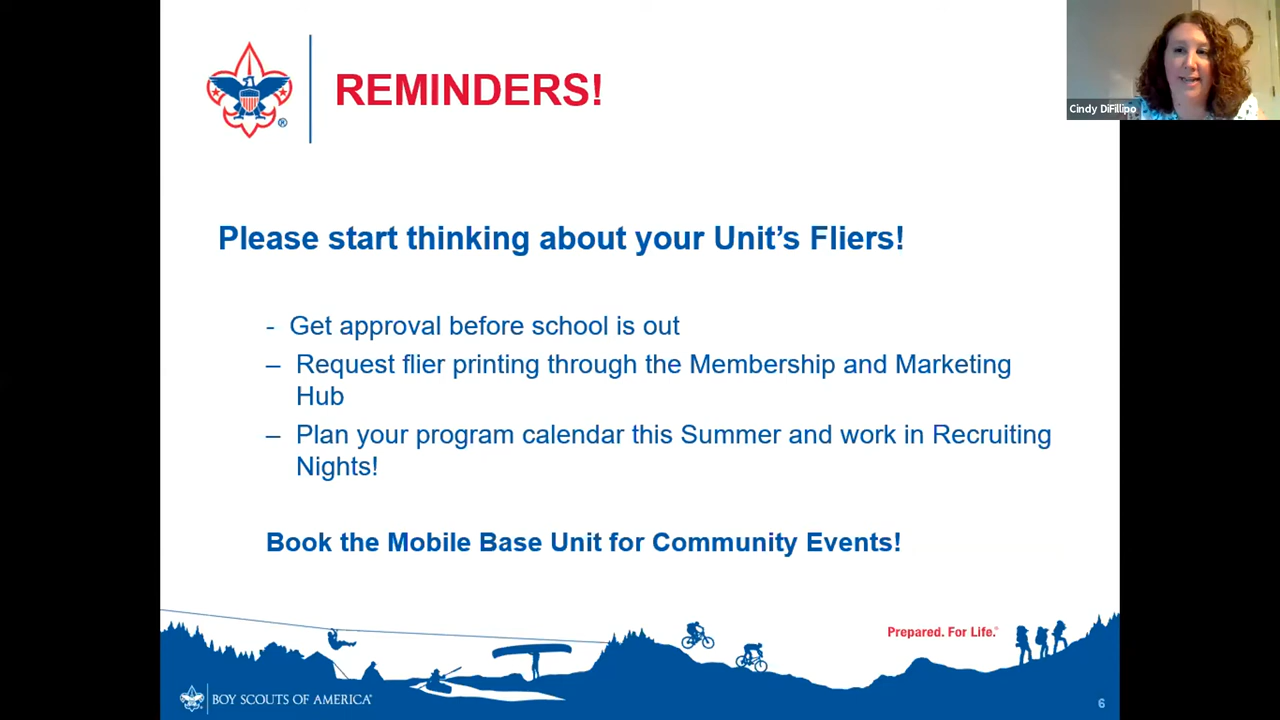 REMINDERS!
Cindy DiFillipo
®
Please start thinking about your Unit's Fliers!
- Get approval before school is out
– Request flier printing through the Membership and Marketing
Hub
– Plan your program calendar this Summer and work in Recruiting
Nights!
Book the Mobile Base Unit for Community Events!
Prepared. For Life.®
BOY SCOUTS OF AMERICA®
6